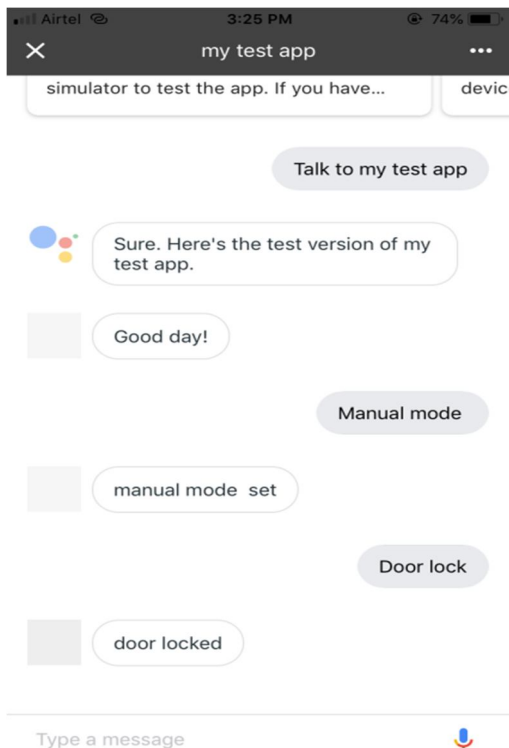 Airtel 3:25 PM 74%
my test app
simulator to test the app. If you have... devic
Talk to my test app
Sure. Here's the test version of my
test app.
Good day!
Manual mode
manual mode set
Door lock
door locked
Type a message